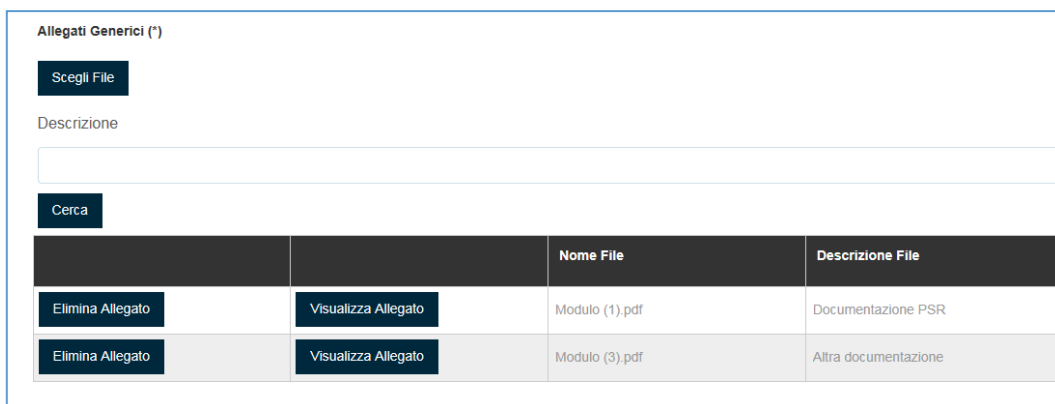 Allegati Generici (*)
Scegli File
Descrizione
Cerca
Nome File Descrizione File
Elimina Allegato Visualizza Allegato Modulo (1).pdf Documentazione PSR
Elimina Allegato Visualizza Allegato Modulo (3).pdf Altra documentazione